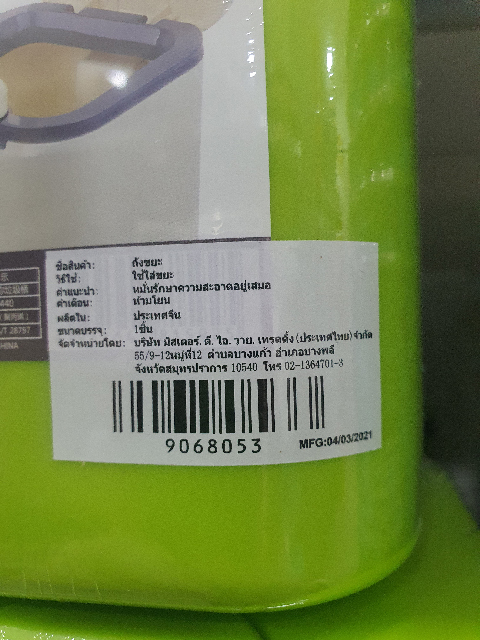 ชื่อสินค้า: ถังขยะ
วิธีใช้: ใช้ใส่ขยะ
คำแนะนำ: หมั่นรักษาความสะอาดอยู่เสมอ
คำเตือน: ห้ามโยน
ผลิตใน: ประเทศจีน
ขนาดบรรจุ: 1ชิ้น
จัดจำหน่ายโดย: บริษัท มิสเตอร์. ดี. ไอ. วาย. เทรดดิ้ง(ประเทศไทย)จำกัด
55/9-12หมู่ที่12 ตำบลบางแก้ว อำเภอบางพลี
จังหวัดสมุทรปราการ 10540 โทร 02-1364701-3
9068053
MFG:04/03/2021
440
/T 28797
HINA